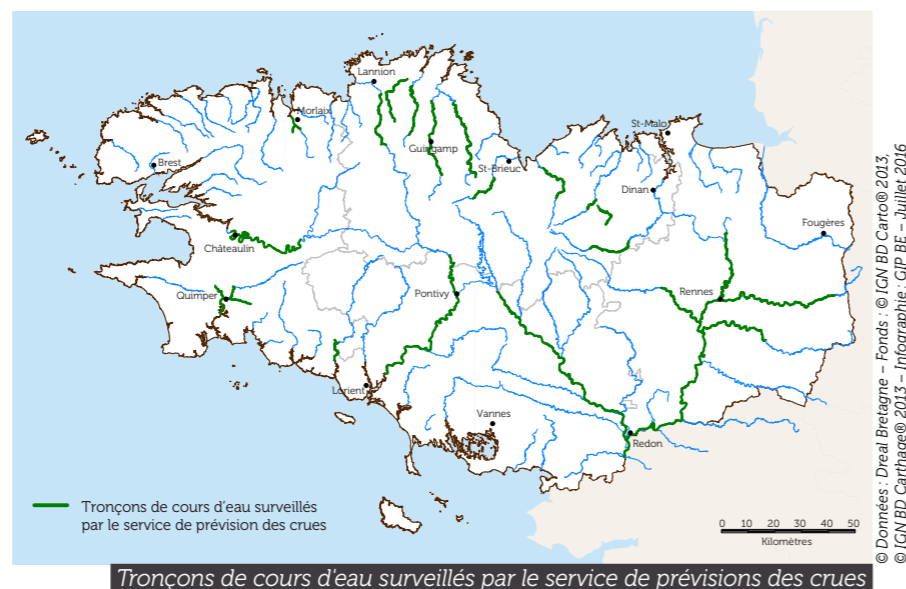 Lannion
Morlaix
St-Malo
Guingamp
St-Brieuc
Brest
Dinan
Fougères
Châteaulin
Quimper
Pontivy
Rennes
Lorient
Vannes
Redon
Tronçons de cours d'eau surveillés
par le service de prévision des crues
0 10 20 30 40 50
Kilomètres
Tronçons de cours d'eau surveillés par le service de prévisions des crues
© Données : Dreal Bretagne – Fonds : © IGN BD Carto® 2013,
© IGN BD Carthage® 2013 – Infographie : GIP BE – Juillet 2016